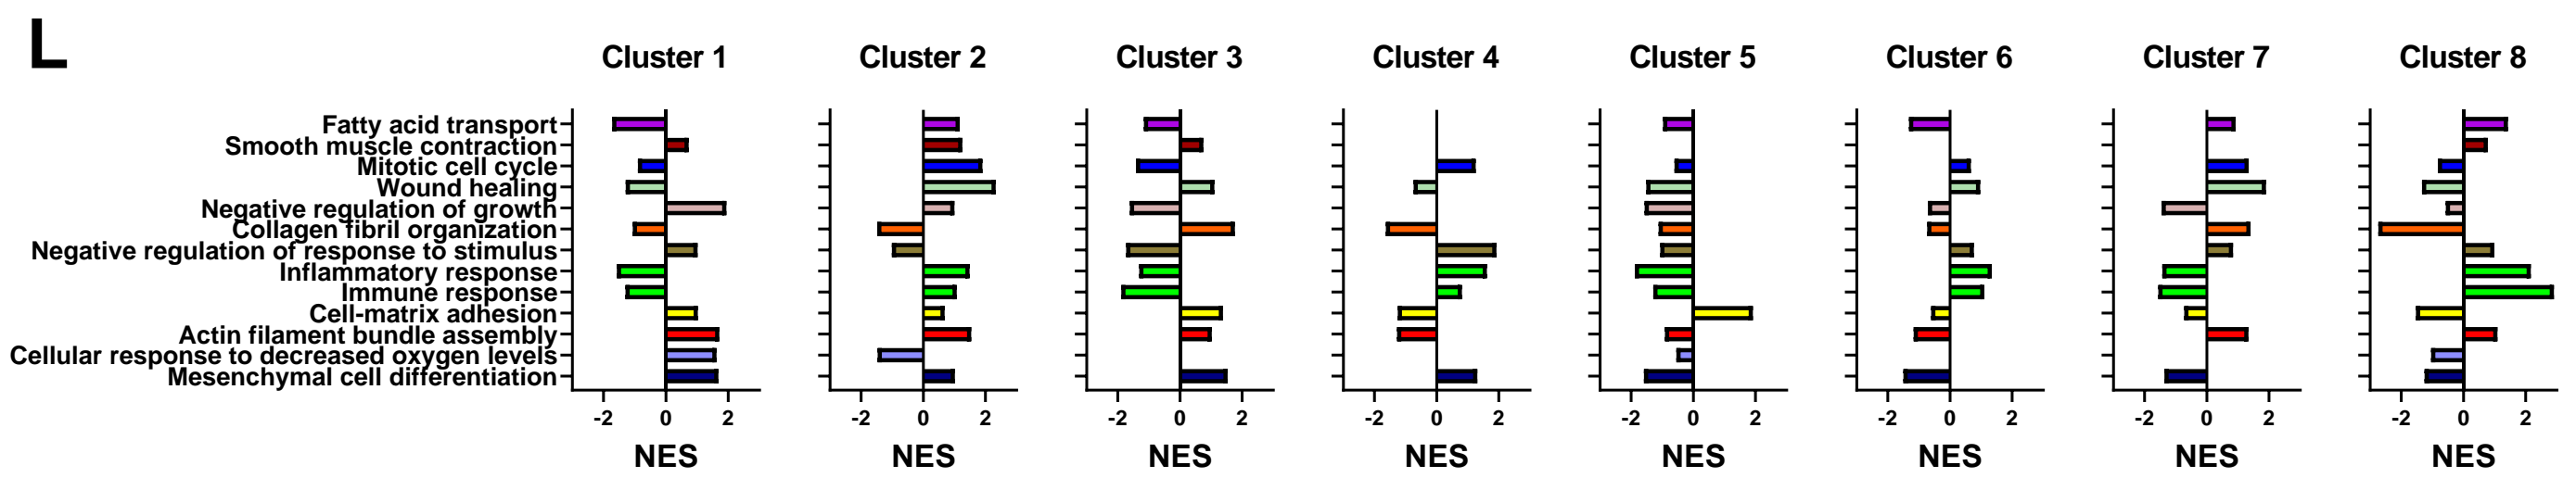 L
Cluster 1 Cluster 2 Cluster 3 Cluster 4 Cluster 5 Cluster 6 Cluster 7 Cluster 8
Fatty acid transport
Smooth muscle contraction
Mitotic cell cycle
Wound healing
Negative regulation of growth
Collagen fibril organization
Negative regulation of response to stimulus
Inflammatory response
Immune response
Cell-matrix adhesion
Actin filament bundle assembly
Cellular response to decreased oxygen levels
Mesenchymal cell differentiation
-2 0 2 -2 0 2 -2 0 2 -2 0 2 -2 0 2 -2 0 2 -2 0 2 -2 0 2
NES NES NES NES NES NES NES NES